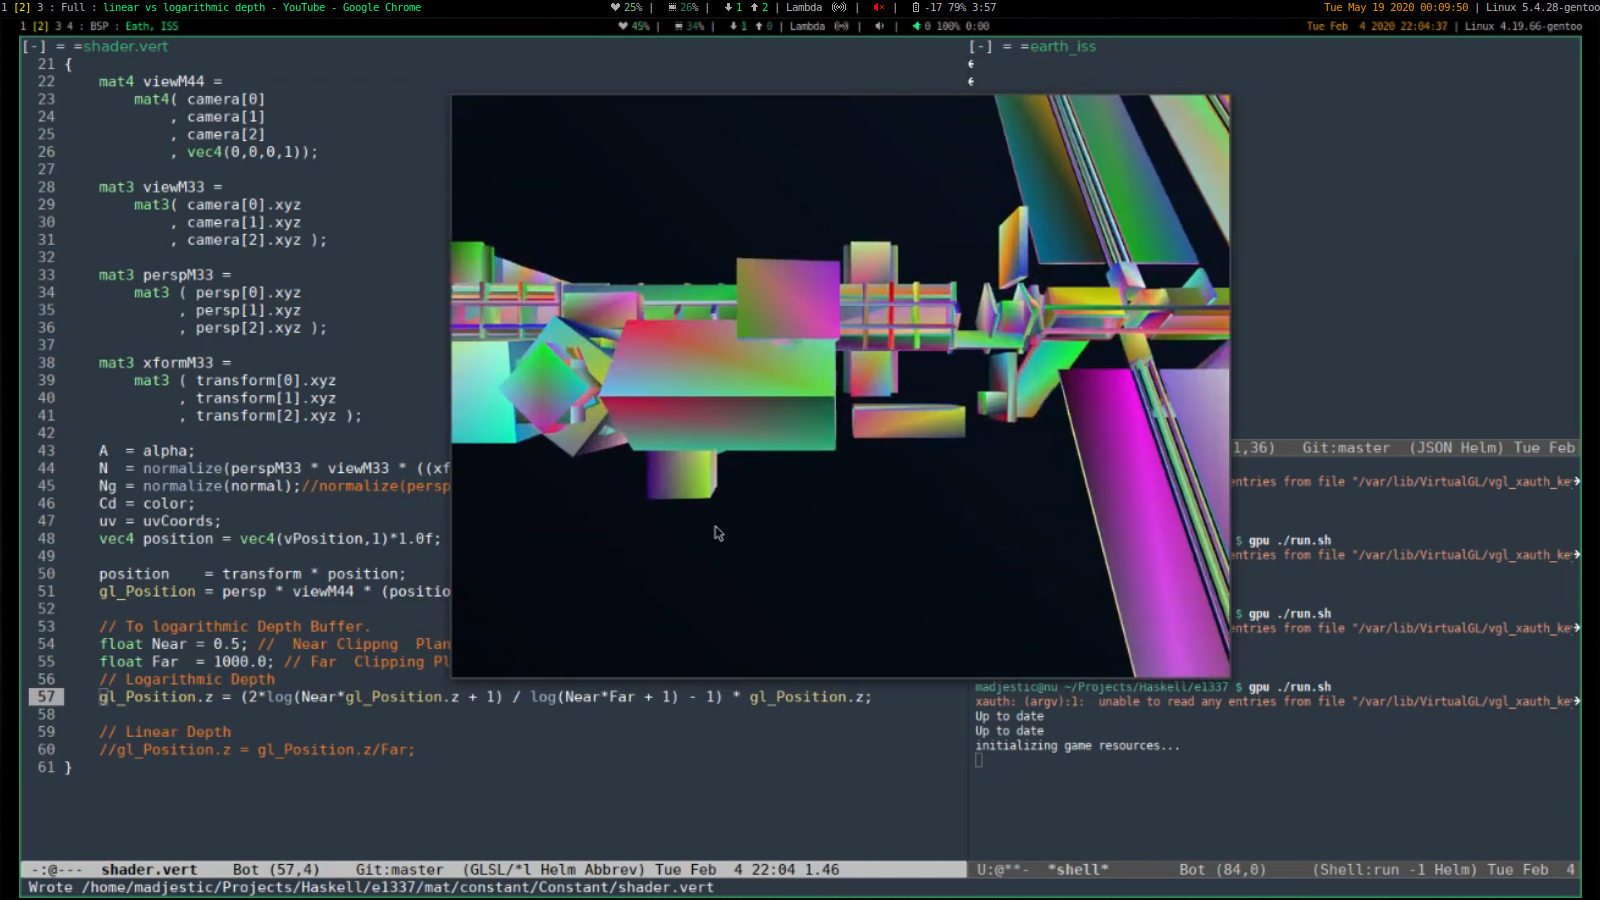 1 [2] 3 : Full : linear vs logarithmic depth - YouTube - Google Chrome 25% | 26% | 1 2 | Lambda | | -17 79% 3:57 Tue May 19 2020 00:09:50 | Linux 5.4.28-gentoo
1 [2] 3 4 : BSP : Eath, ISS 45% | 34% | 1 0 | Lambda | | 0 100% 0:00 Tue Feb 4 2020 22:04:37 | Linux 4.19.66-gentoo
[-] = =shader.vert
21 {
22 mat4 viewM44 =
23 mat4( camera[0]
24 , camera[1]
25 , camera[2]
26 , vec4(0,0,0,1));
27
28 mat3 viewM33 =
29 mat3( camera[0].xyz
30 , camera[1].xyz
31 , camera[2].xyz );
32
33 mat3 perspM33 =
34 mat3 ( persp[0].xyz
35 , persp[1].xyz
36 , persp[2].xyz );
37
38 mat3 xformM33 =
39 mat3 ( transform[0].xyz
40 , transform[1].xyz
41 , transform[2].xyz );
42
43 A = alpha;
44 N = normalize(perspM33 * viewM33 * ((xf
45 Ng = normalize(normal);//normalize(persp
46 Cd = color;
47 uv = uvCoords;
48 vec4 position = vec4(vPosition,1)*1.0f;
49
50 position = transform * position;
51 gl_Position = persp * viewM44 * (positio
52
53 // To logarithmic Depth Buffer.
54 float Near = 0.5; // Near Clippng Plan
55 float Far = 1000.0; // Far Clipping Pl
56 // Logarithmic Depth
57 gl_Position.z = (2*log(Near*gl_Position.z + 1) / log(Near*Far + 1) - 1) * gl_Position.z;
58
59 // Linear Depth
60 //gl_Position.z = gl_Position.z/Far;
61 }
-:@--- shader.vert Bot (57,4) Git:master (GLSL/*l Helm Abbrev) Tue Feb 4 22:04 1.46
Wrote /home/madjestic/Projects/Haskell/e1337/mat/constant/Constant/shader.vert
[-] = =earth_iss
1,36) Git:master (JSON Helm) Tue Feb
entries from file "/var/lib/VirtualGL/vgl_xauth_ke
$ gpu ./run.sh
entries from file "/var/lib/VirtualGL/vgl_xauth_ke
$ gpu ./run.sh
entries from file "/var/lib/VirtualGL/vgl_xauth_ke
madjestic@nu ~/Projects/Haskell/e1337 $ gpu ./run.sh
xauth: (argv):1: unable to read any entries from file "/var/lib/VirtualGL/vgl_xauth_ke
Up to date
Up to date
initializing game resources...
U:@**- *shell* Bot (84,0) (Shell:run -1 Helm) Tue Feb 4